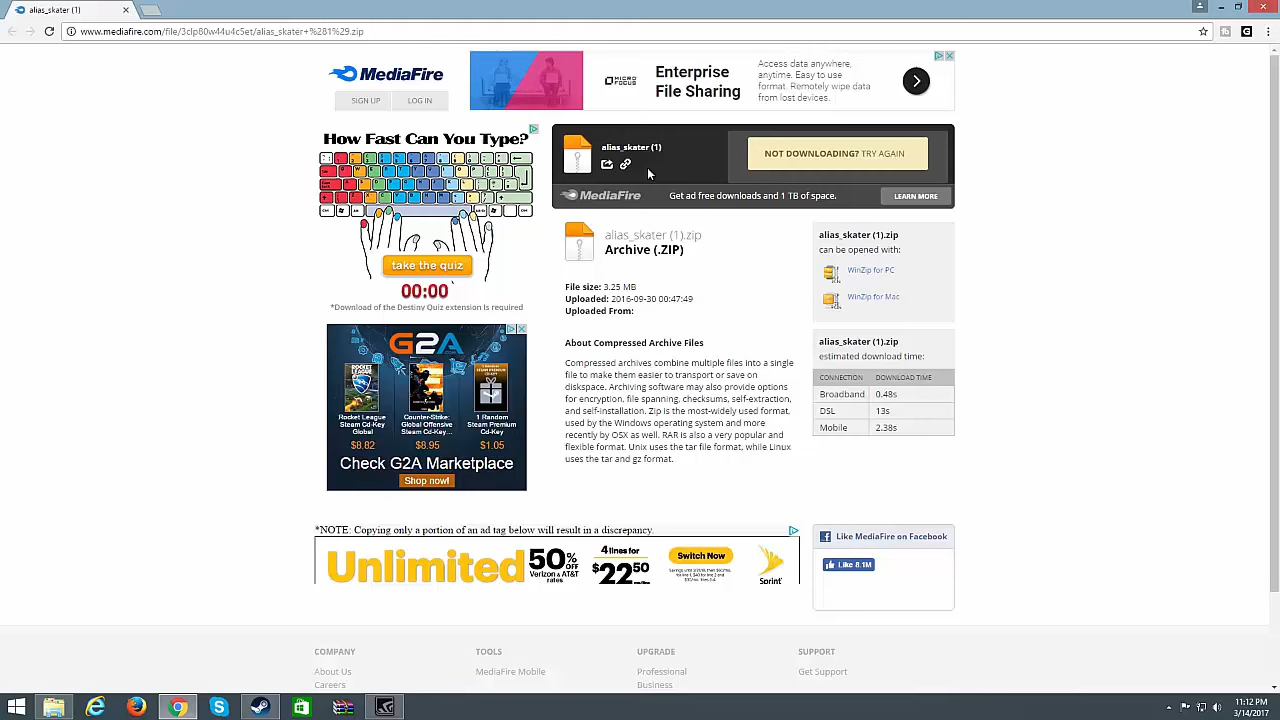 alias_skater (1)
www.mediafire.com/file/3clp80w44u4c5et/alias_skater+%281%29.zip
MediaFire
SIGN UP
LOG IN
MICRO FOCUS
Enterprise
File Sharing
Access data anywhere,
anytime. Easy to use
format. Remotely wipe data
from lost devices.
How Fast Can You Type?
take the quiz
00:00
*Download of the Destiny Quiz extension Is required
alias_skater (1)
NOT DOWNLOADING? TRY AGAIN
MediaFire
Get ad free downloads and 1 TB of space.
LEARN MORE
alias_skater (1).zip
Archive (.ZIP)
File size: 3.25 MB
Uploaded: 2016-09-30 00:47:49
Uploaded From:
About Compressed Archive Files
Compressed archives combine multiple files into a single
file to make them easier to transport or save on
diskspace. Archiving software may also provide options
for encryption, file spanning, checksums, self-extraction,
and self-installation. Zip is the most-widely used format,
used by the Windows operating system and more
recently by OSX as well. RAR is also a very popular and
flexible format. Unix uses the tar file format, while Linux
uses the tar and gz format.
alias_skater (1).zip
can be opened with:
WinZip for PC
WinZip for Mac
alias_skater (1).zip
estimated download time:
CONNECTION DOWNLOAD TIME
Broadband 0.48s
DSL 13s
Mobile 2.38s
G2A
Rocket League
Steam Cd-Key
Global
$8.82
Counter-Strike:
Global Offensive
Steam Cd-Key...
$8.95
1 Random
Steam Premium
Cd-Key
$1.05
Check G2A Marketplace
Shop now!
*NOTE: Copying only a portion of an ad tag below will result in a discrepancy.
Unlimited
50% OFF
Verizon & AT&T
rates
4 lines for
$22.50
Switch Now
Sprint
Like MediaFire on Facebook
Like 8.1M
COMPANY
About Us
Careers
TOOLS
MediaFire Mobile
UPGRADE
Professional
Business
SUPPORT
Get Support
11:12 PM
3/14/2017